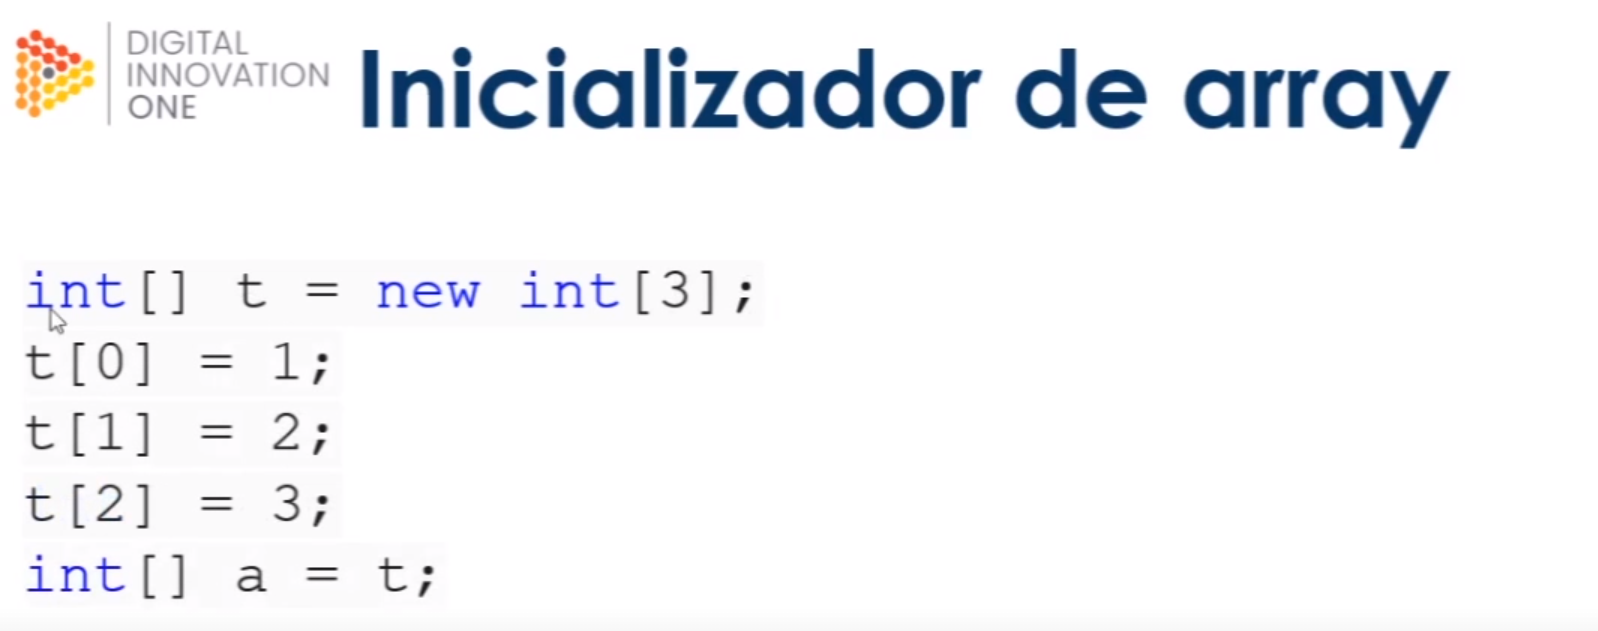 DIGITAL
INNOVATION
ONE
Inicializador de array
int[] t = new int[3];
t[0] = 1;
t[1] = 2;
t[2] = 3;
int[] a = t;